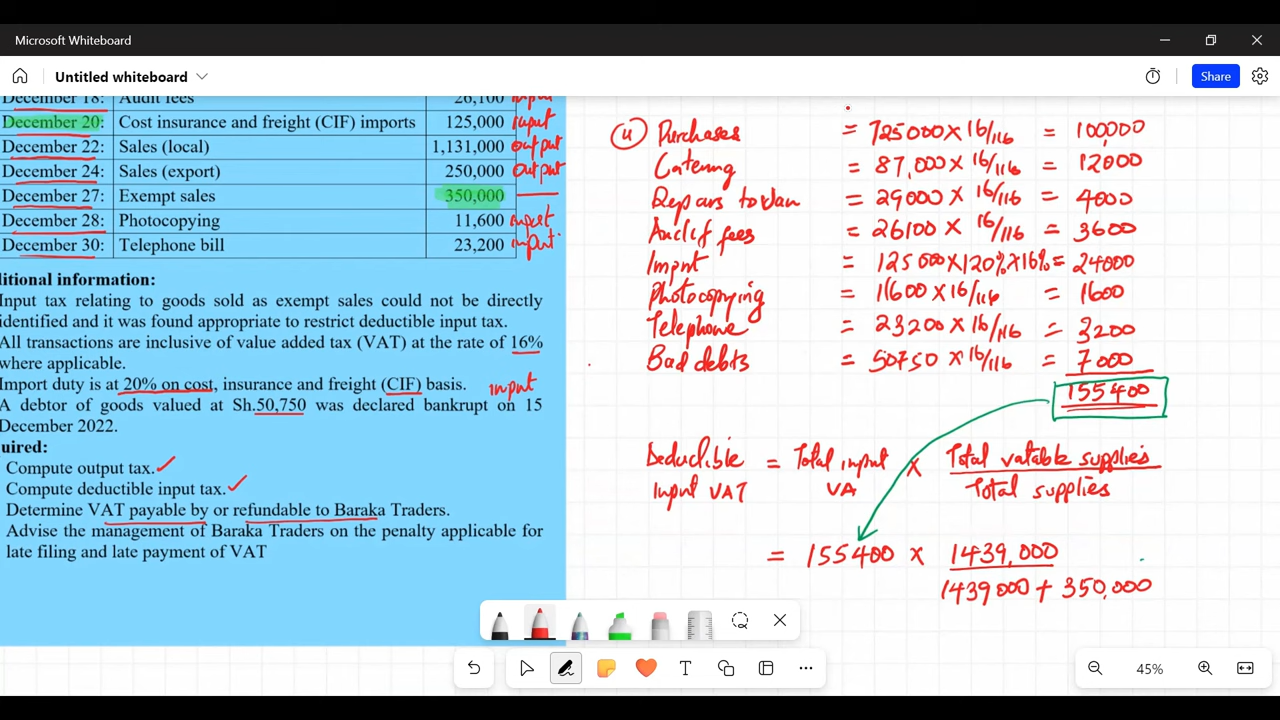 Microsoft Whiteboard
Untitled whiteboard
Share
December 18: Audit fees 26,100 input
December 20: Cost insurance and freight (CIF) imports 125,000 input
December 22: Sales (local) 1,131,000 output
December 24: Sales (export) 250,000 output
December 27: Exempt sales 350,000
December 28: Photocopying 11,600 input
December 30: Telephone bill 23,200 input
ditional information:
Input tax relating to goods sold as exempt sales could not be directly
identified and it was found appropriate to restrict deductible input tax.
All transactions are inclusive of value added tax (VAT) at the rate of 16%
where applicable.
Import duty is at 20% on cost, insurance and freight (CIF) basis. input
A debtor of goods valued at Sh.50,750 was declared bankrupt on 15
December 2022.
uired:
Compute output tax.
Compute deductible input tax.
Determine VAT payable by or refundable to Baraka Traders.
Advise the management of Baraka Traders on the penalty applicable for
late filing and late payment of VAT
Purchases = 725000 x 16/116 = 100,000
Catering = 87,000 x 16/116 = 12000
Repairs to van = 29000 x 16/116 = 4000
Audit fees = 26100 x 16/116 = 3600
Import = 125000 x 120% x 16% = 24000
Photocopying = 11600 x 16/116 = 1600
Telephone = 23200 x 16/116 = 3200
Bad debts = 50750 x 16/116 = 7000
155400
Deductible = Total input x Total vatable supplies
Input VAT VA Total supplies
= 155400 x 1439,000
1439000 + 350,000
45%